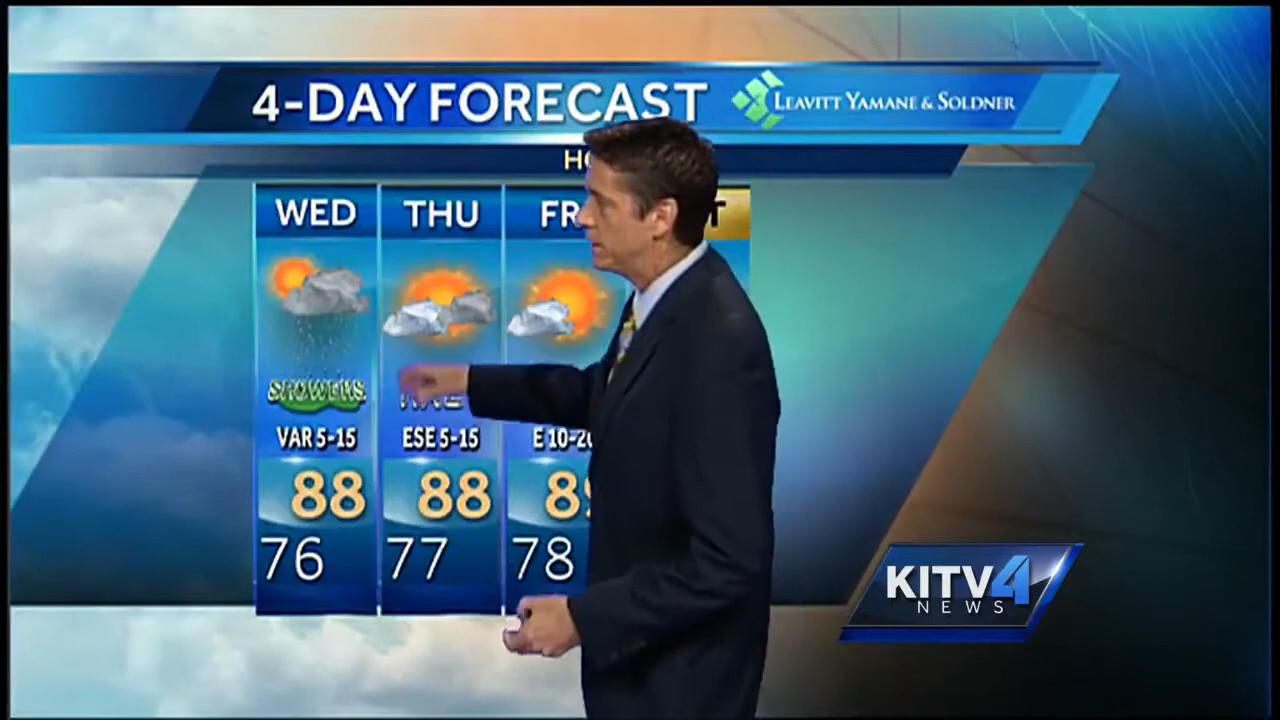 4-DAY FORECAST
LEAVITT YAMANE & SOLDNER
WED THU
SHOWERS
VAR 5-15 ESE 5-15
88 88
76 77 78
KITV4
NEWS